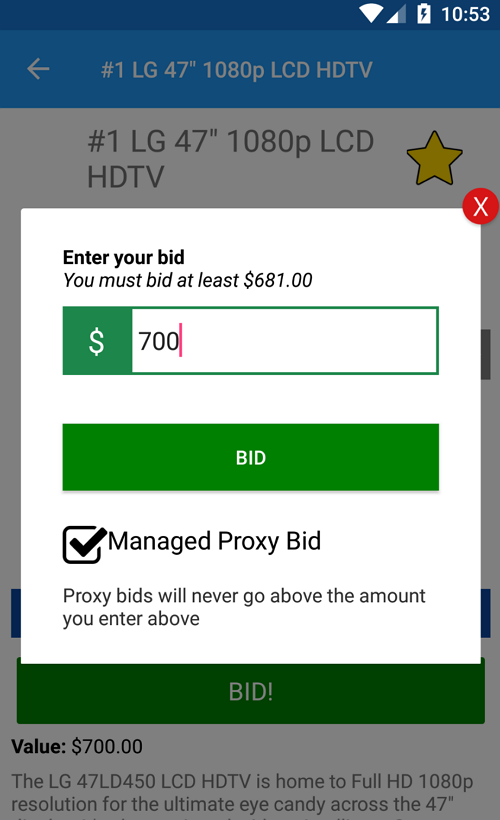 10:53
#1 LG 47" 1080p LCD HDTV
#1 LG 47" 1080p LCD
HDTV
X
Enter your bid
You must bid at least $681.00
$ 700
BID
Managed Proxy Bid
Proxy bids will never go above the amount
you enter above
BID!
Value: $700.00
The LG 47LD450 LCD HDTV is home to Full HD 1080p
resolution for the ultimate eye candy across the 47"